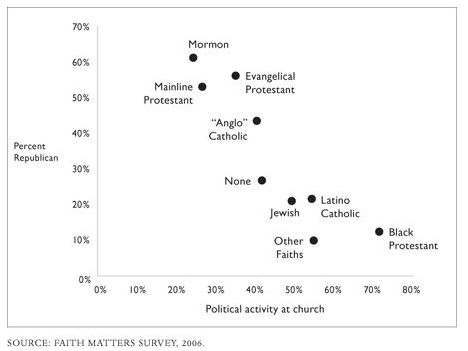 70%
Mormon
60%
Evangelical
Protestant
Mainline
Protestant
50%
"Anglo"
Catholic
40%
Percent
Republican
30%
None
20%
Jewish
Latino
Catholic
Black
Protestant
10%
Other
Faiths
0%
0% 10% 20% 30% 40% 50% 60% 70% 80%
Political activity at church
SOURCE: FAITH MATTERS SURVEY, 2006.